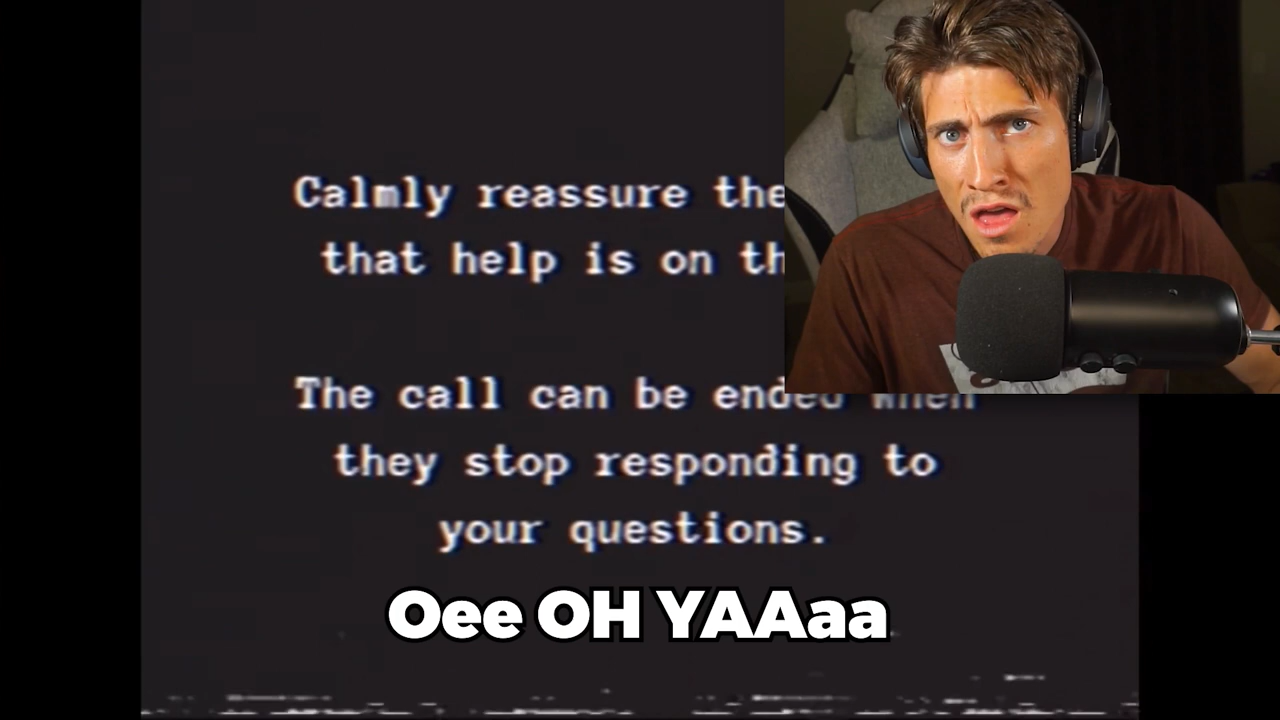 Calmly reassure the
that help is on th
The call can be ended when
they stop responding to
your questions.
Oee OH YAAaa